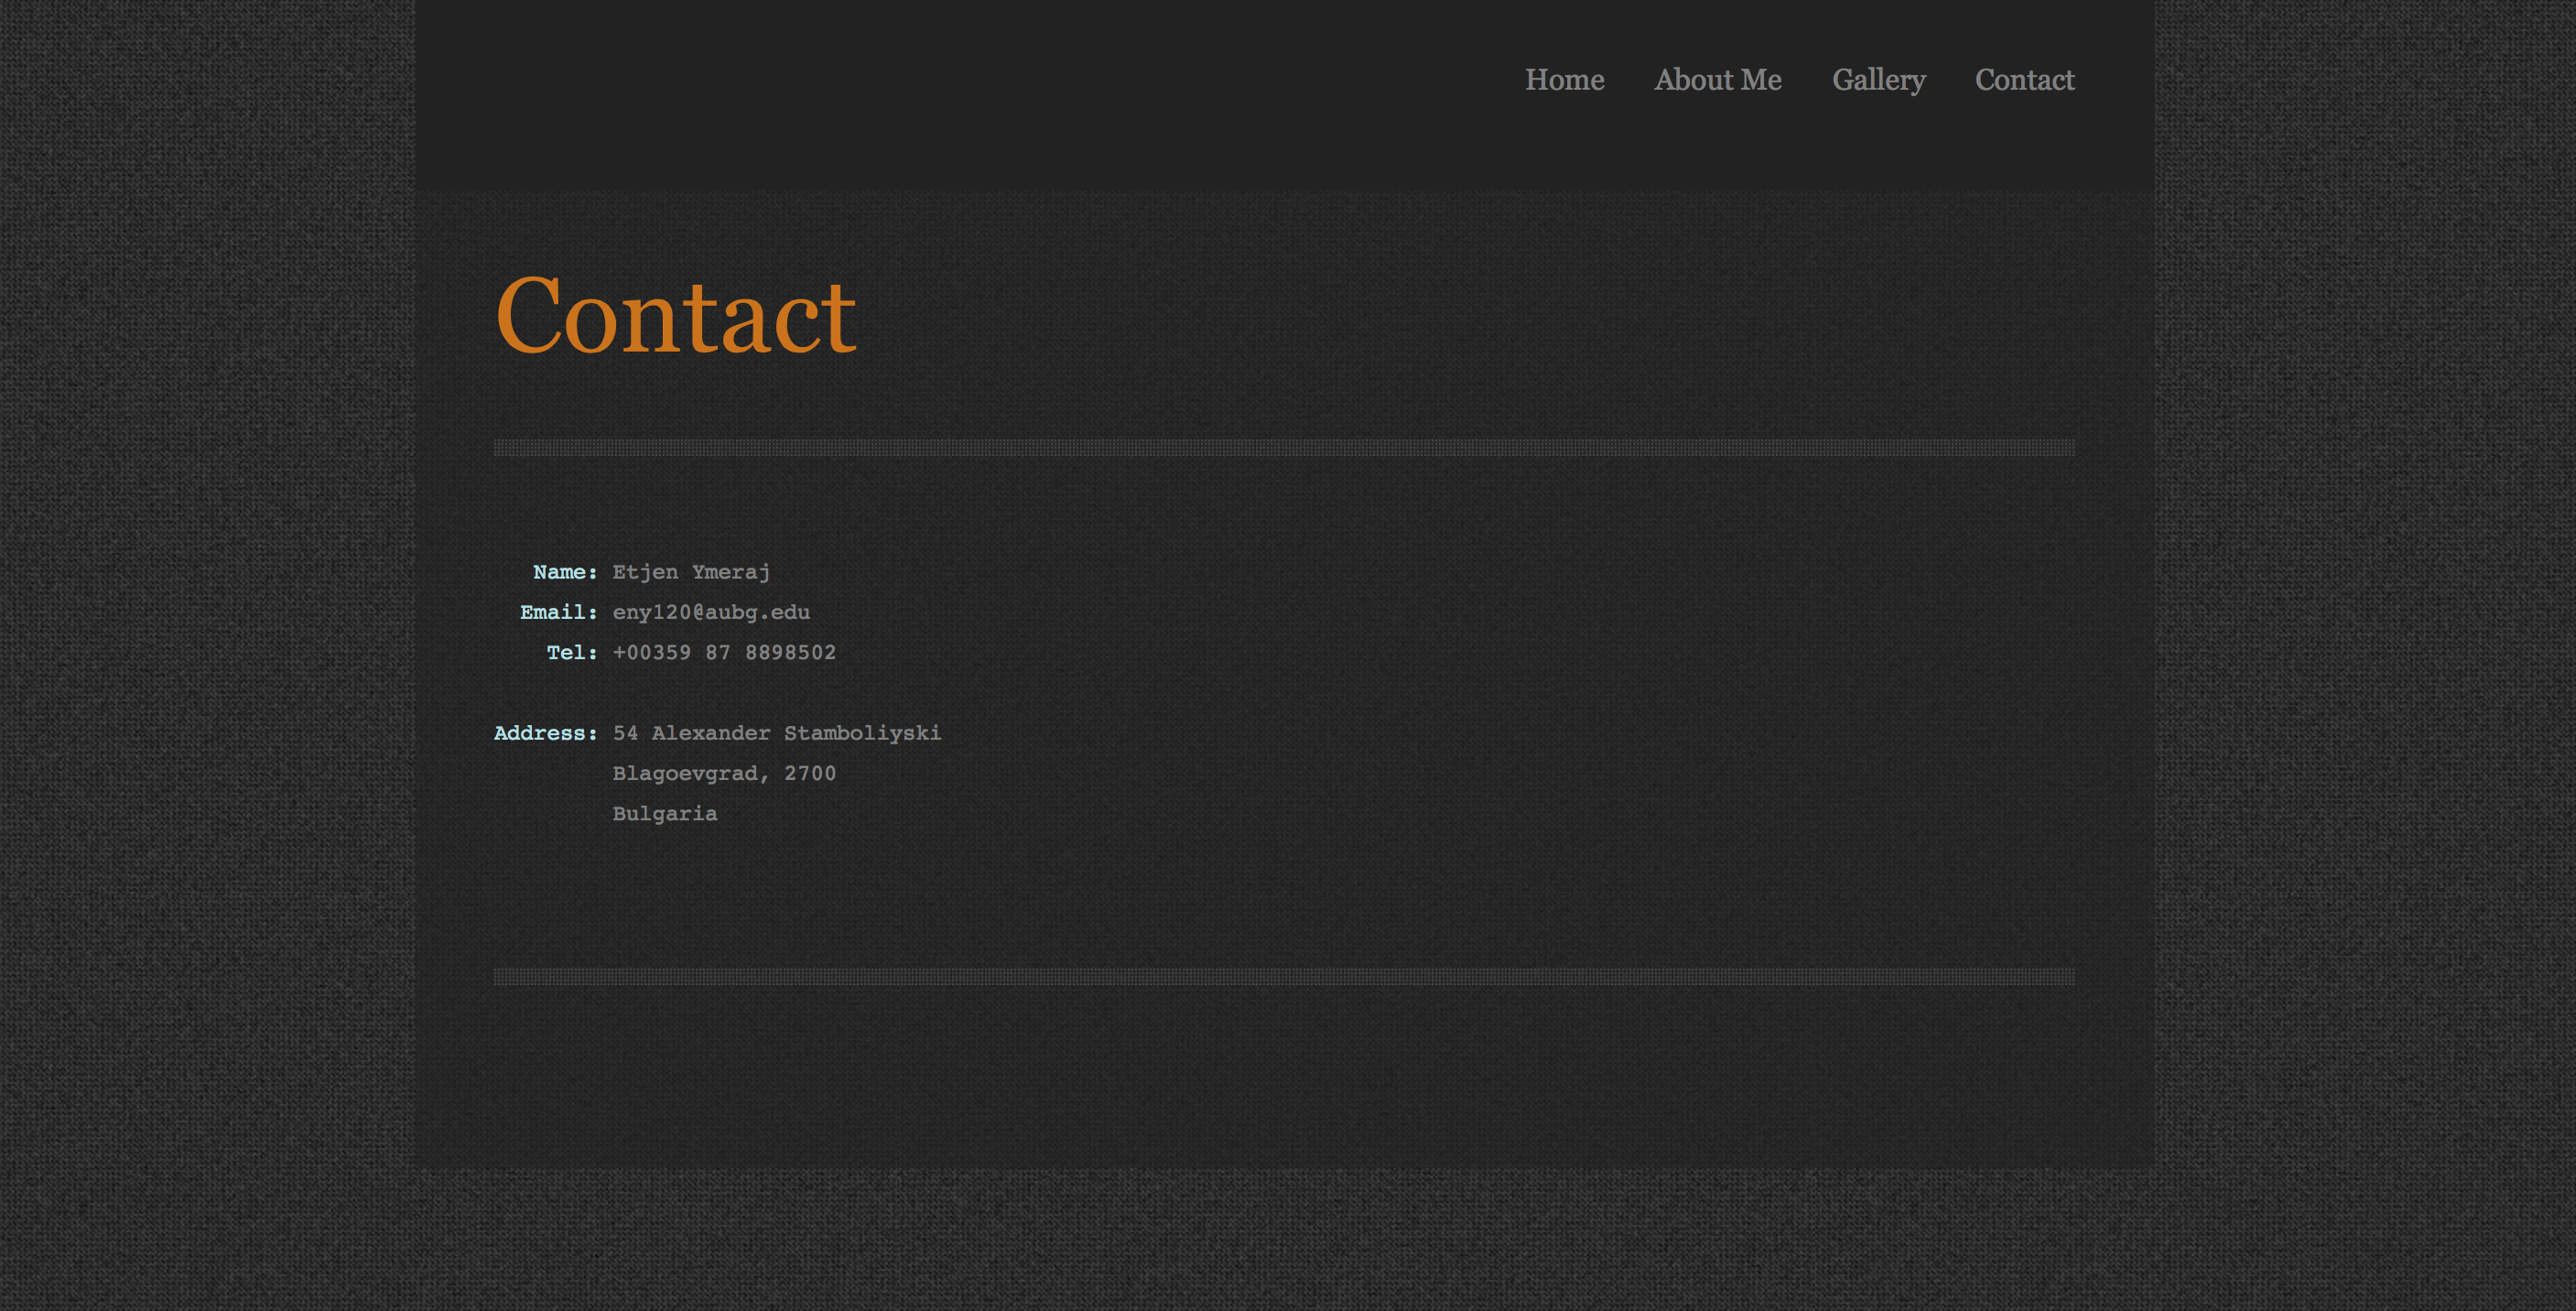 Home About Me Gallery Contact
Contact
Name: Etjen Ymeraj
Email: eny120@aubg.edu
Tel: +00359 87 8898502
Address: 54 Alexander Stamboliyski
Blagoevgrad, 2700
Bulgaria